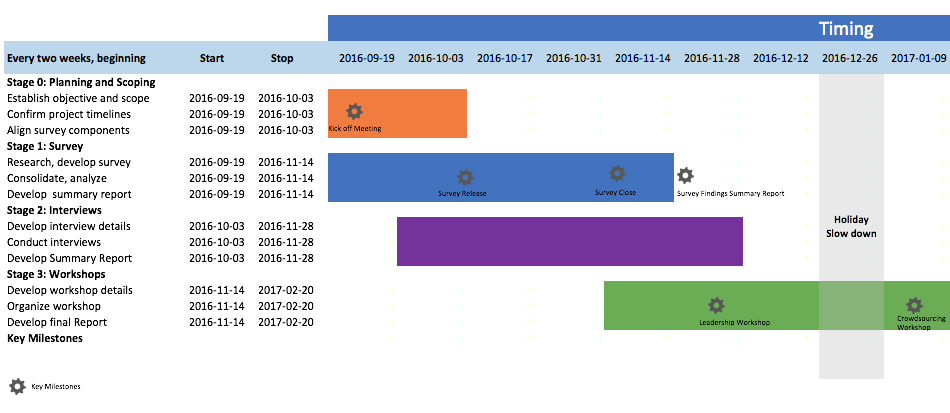 Timing
Every two weeks, beginning Start Stop 2016-09-19 2016-10-03 2016-10-17 2016-10-31 2016-11-14 2016-11-28 2016-12-12 2016-12-26 2017-01-09
Stage 0: Planning and Scoping
Establish objective and scope 2016-09-19 2016-10-03
Confirm project timelines 2016-09-19 2016-10-03
Align survey components 2016-09-19 2016-10-03
Kick off Meeting
Stage 1: Survey
Research, develop survey 2016-09-19 2016-11-14
Consolidate, analyze 2016-09-19 2016-11-14
Develop summary report 2016-09-19 2016-11-14
Survey Release Survey Close Survey Findings Summary Report
Stage 2: Interviews
Develop interview details 2016-10-03 2016-11-28
Conduct interviews 2016-10-03 2016-11-28
Develop Summary Report 2016-10-03 2016-11-28
Holiday
Slow down
Stage 3: Workshops
Develop workshop details 2016-11-14 2017-02-20
Organize workshop 2016-11-14 2017-02-20
Develop final Report 2016-11-14 2017-02-20
Leadership Workshop Crowdsourcing
Workshop
Key Milestones
Key Milestones